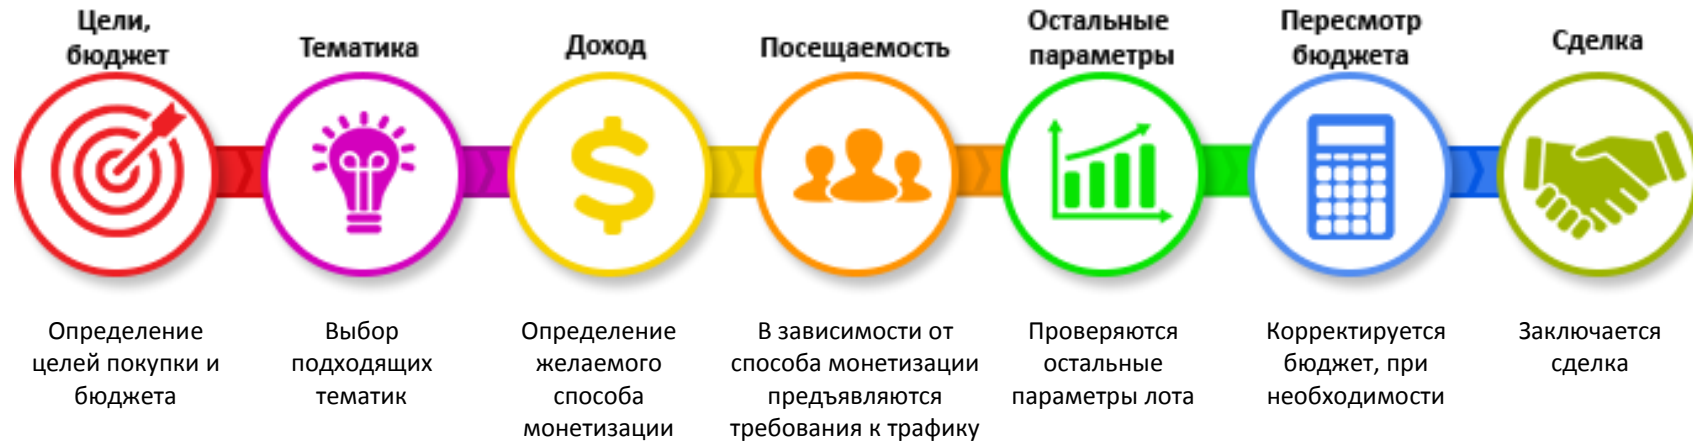 Цели,
бюджет
Тематика
Доход
Посещаемость
Остальные
параметры
Пересмотр
бюджета
Сделка
Определение
целей покупки и
бюджета
Выбор
подходящих
тематик
Определение
желаемого
способа
монетизации
В зависимости от
способа монетизации
предъявляются
требования к трафику
Проверяются
остальные
параметры лота
Корректируется
бюджет, при
необходимости
Заключается
сделка